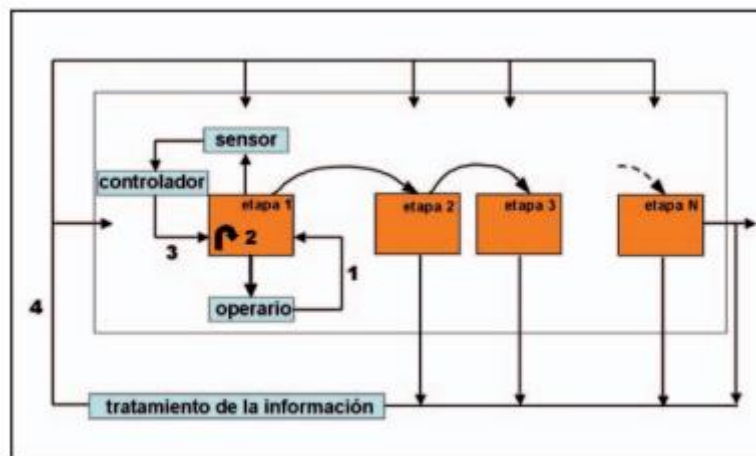 sensor
controlador
etapa 1
etapa 2
etapa 3
etapa N
2
3
1
operario
4
tratamiento de la información